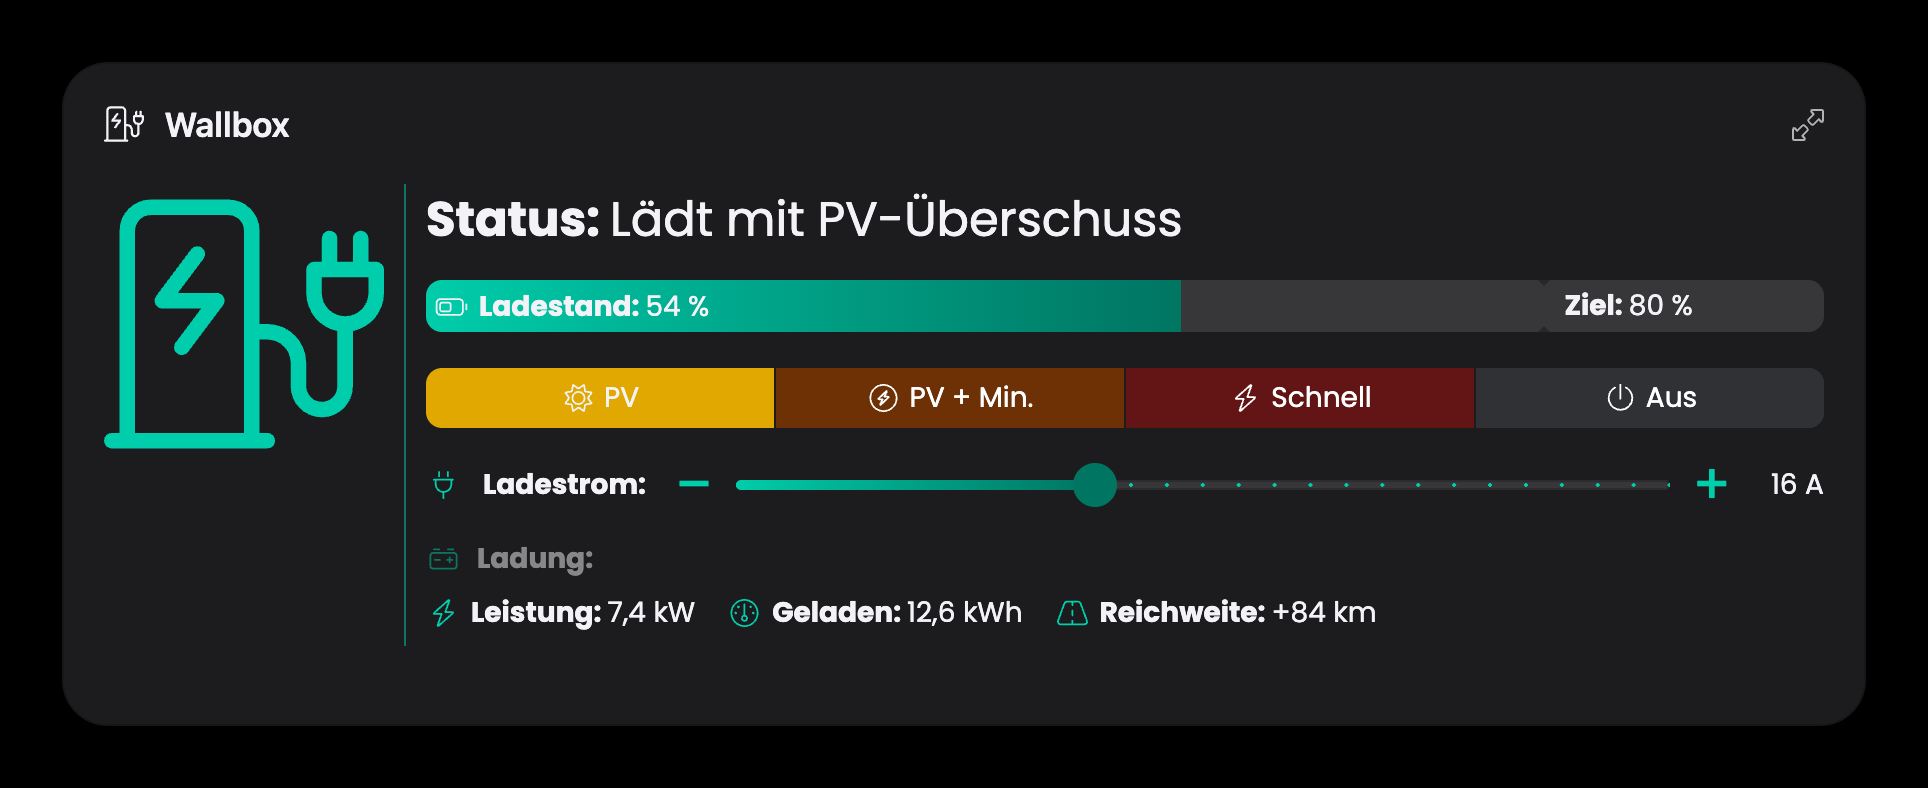 Wallbox
Status: Lädt mit PV-Überschuss
Ladestand: 54 % Ziel: 80 %
PV PV + Min. Schnell Aus
Ladestrom: 16 A
Ladung:
Leistung: 7,4 kW Geladen: 12,6 kWh Reichweite: +84 km